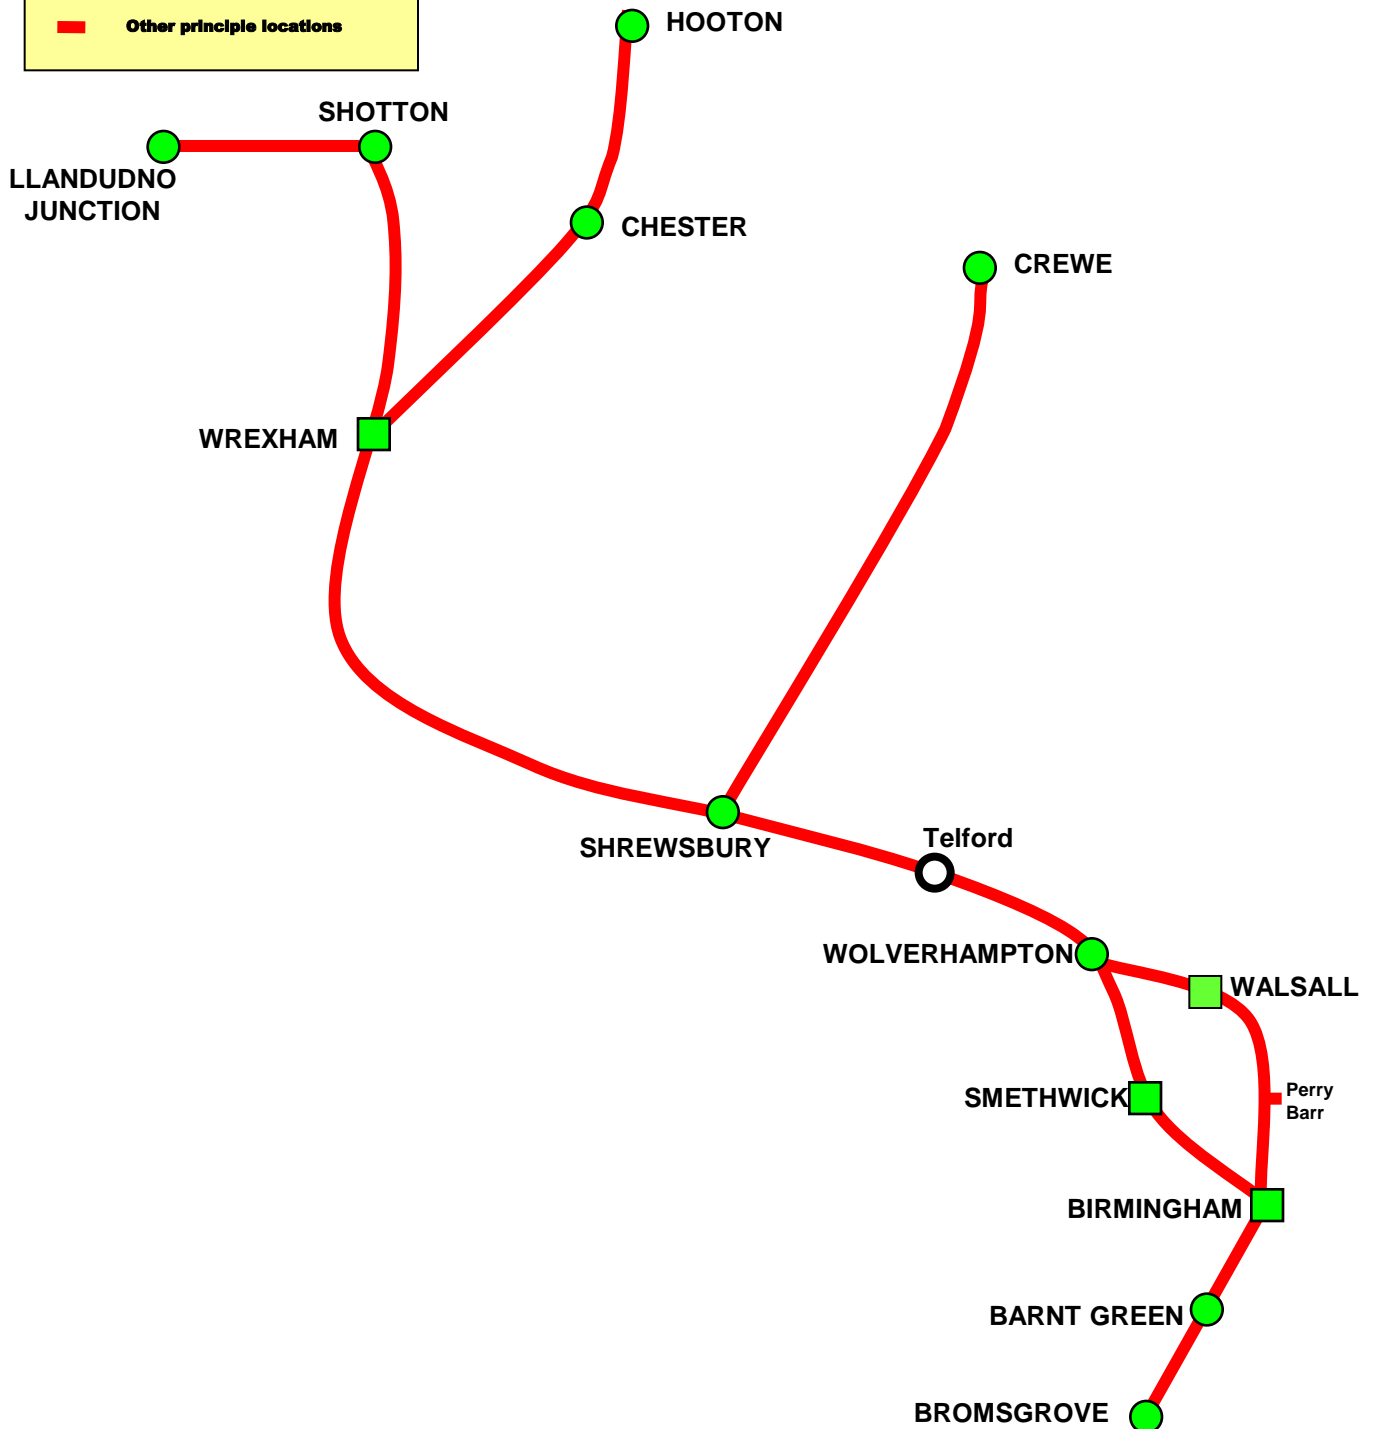 Other principle locations
HOOTON
SHOTTON
LLANDUDNO
JUNCTION
CHESTER
CREWE
WREXHAM
Telford
SHREWSBURY
WOLVERHAMPTON
WALSALL
SMETHWICK
Perry
Barr
BIRMINGHAM
BARNT GREEN
BROMSGROVE